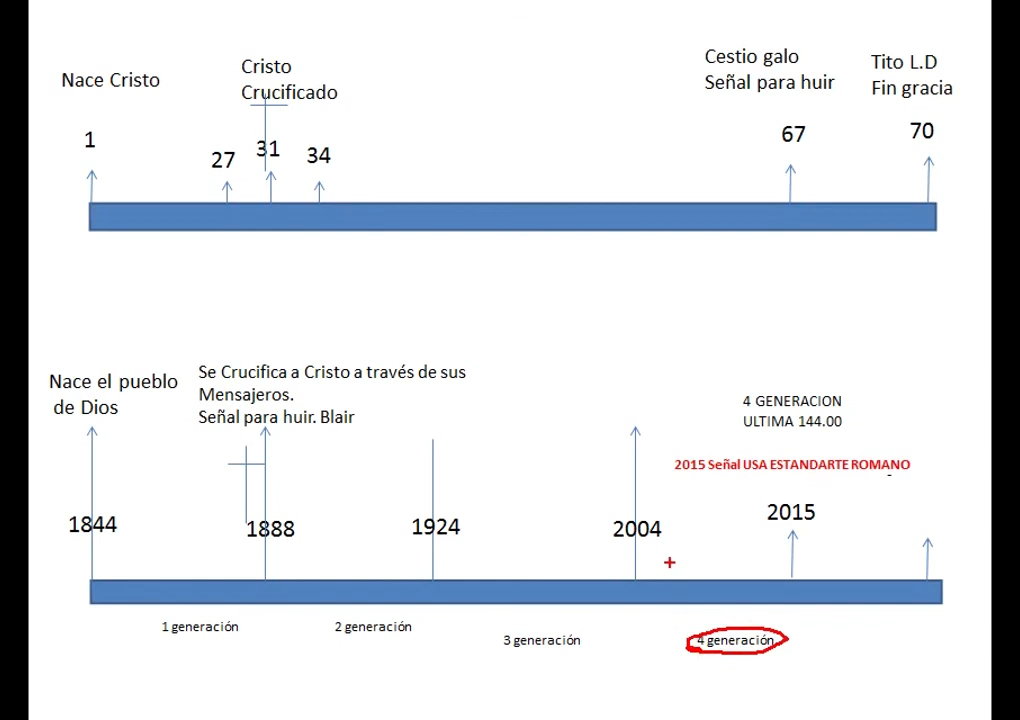 Nace Cristo
Cristo
Crucificado
Cestio galo
Señal para huir
Tito L.D
Fin gracia
1
27
31
34
67
70
Nace el pueblo
de Dios
Se Crucifica a Cristo a través de sus
Mensajeros.
Señal para huir. Blair
4 GENERACION
ULTIMA 144.00
2015 Señal USA ESTANDARTE ROMANO
1844
1888
1924
2004
2015
1 generación
2 generación
3 generación
4 generación